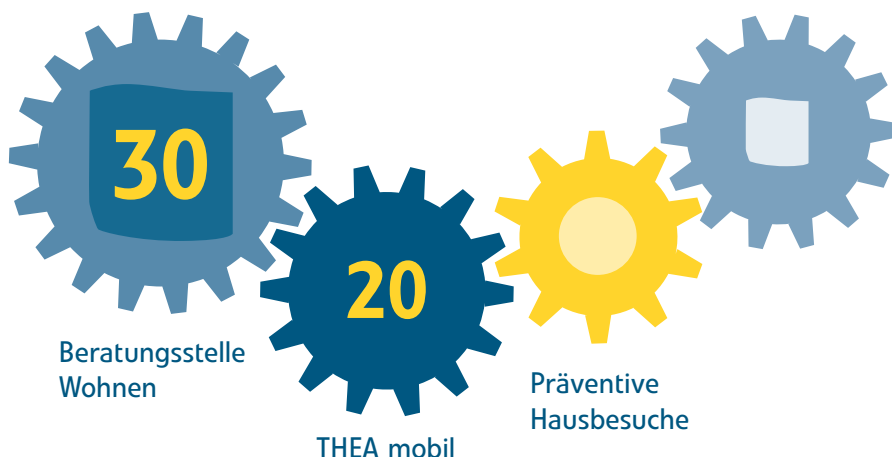 30
20
Beratungsstelle
Wohnen
THEA mobil
Präventive
Hausbesuche